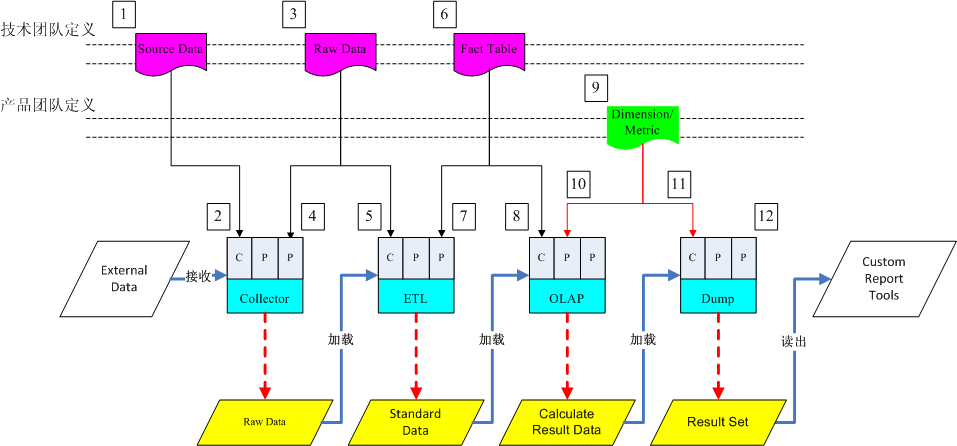 1
3
6
技术团队定义
Source Data
Raw Data
Fact Table
9
产品团队定义
Dimension/
Metric
10
11
2
4
5
7
8
12
C P P
C P P
C P P
C P P
External
Data
接收
Collector
ETL
OLAP
Dump
Custom
Report
Tools
加载
加载
加载
读出
Raw Data
Standard
Data
Calculate
Result Data
Result Set